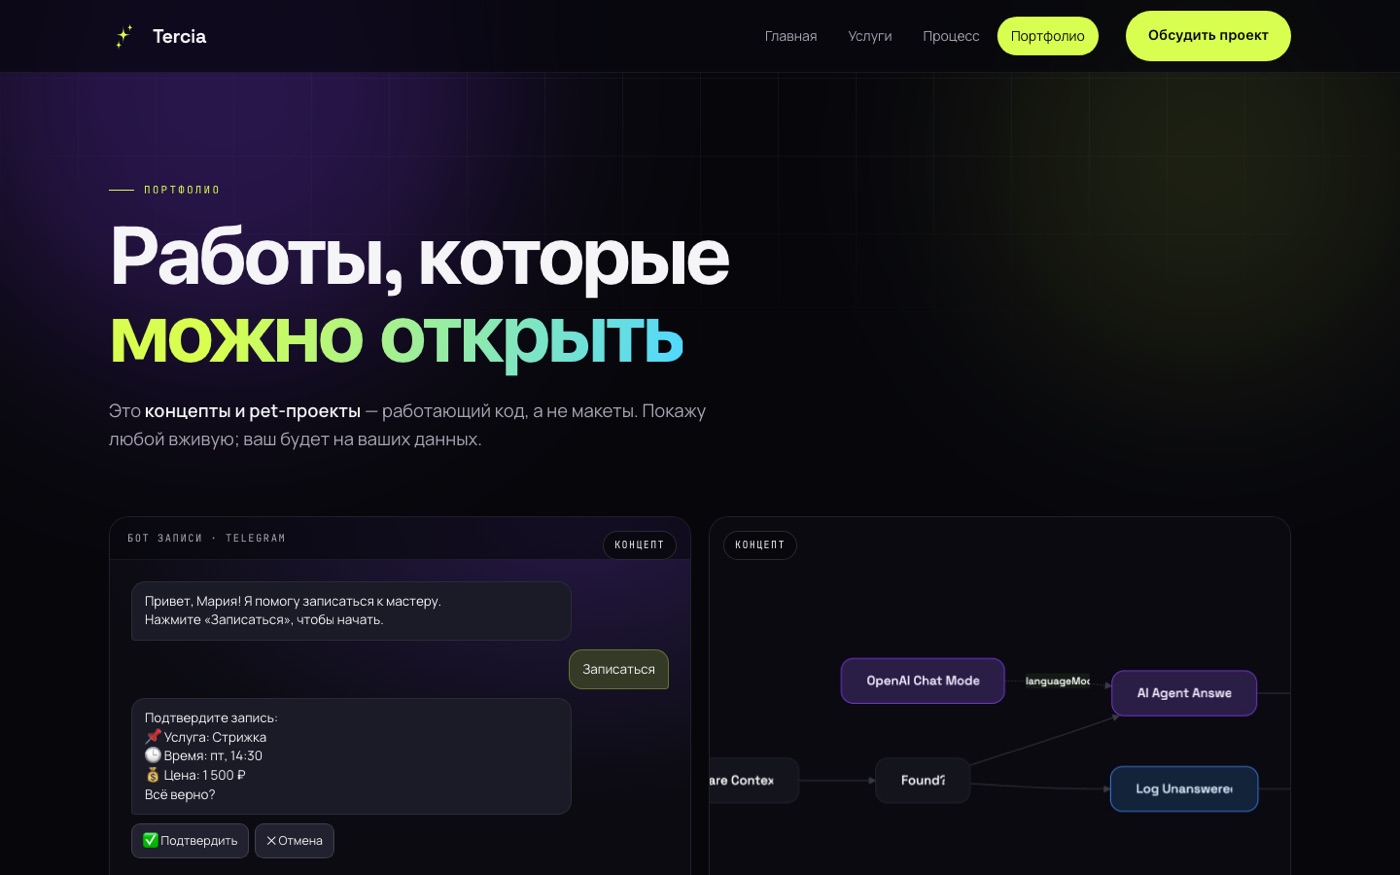 Tercia
Главная
Услуги
Процесс
Портфолио
Обсудить проект
ПОРТФОЛИО
Работы, которые
можно открыть
Это концепты и pet-проекты — работающий код, а не макеты. Покажу
любой вживую; ваш будет на ваших данных.
БОТ ЗАПИСИ · TELEGRAM
КОНЦЕПТ
Привет, Мария! Я помогу записаться к мастеру.
Нажмите «Записаться», чтобы начать.
Записаться
Подтвердите запись:
📌 Услуга: Стрижка
🕒 Время: пт, 14:30
💰 Цена: 1 500 ₽
Всё верно?
✅ Подтвердить
✕ Отмена
КОНЦЕПТ
OpenAI Chat Mode
languageMo
AI Agent Answe
are Contex
Found?
Log Unanswere